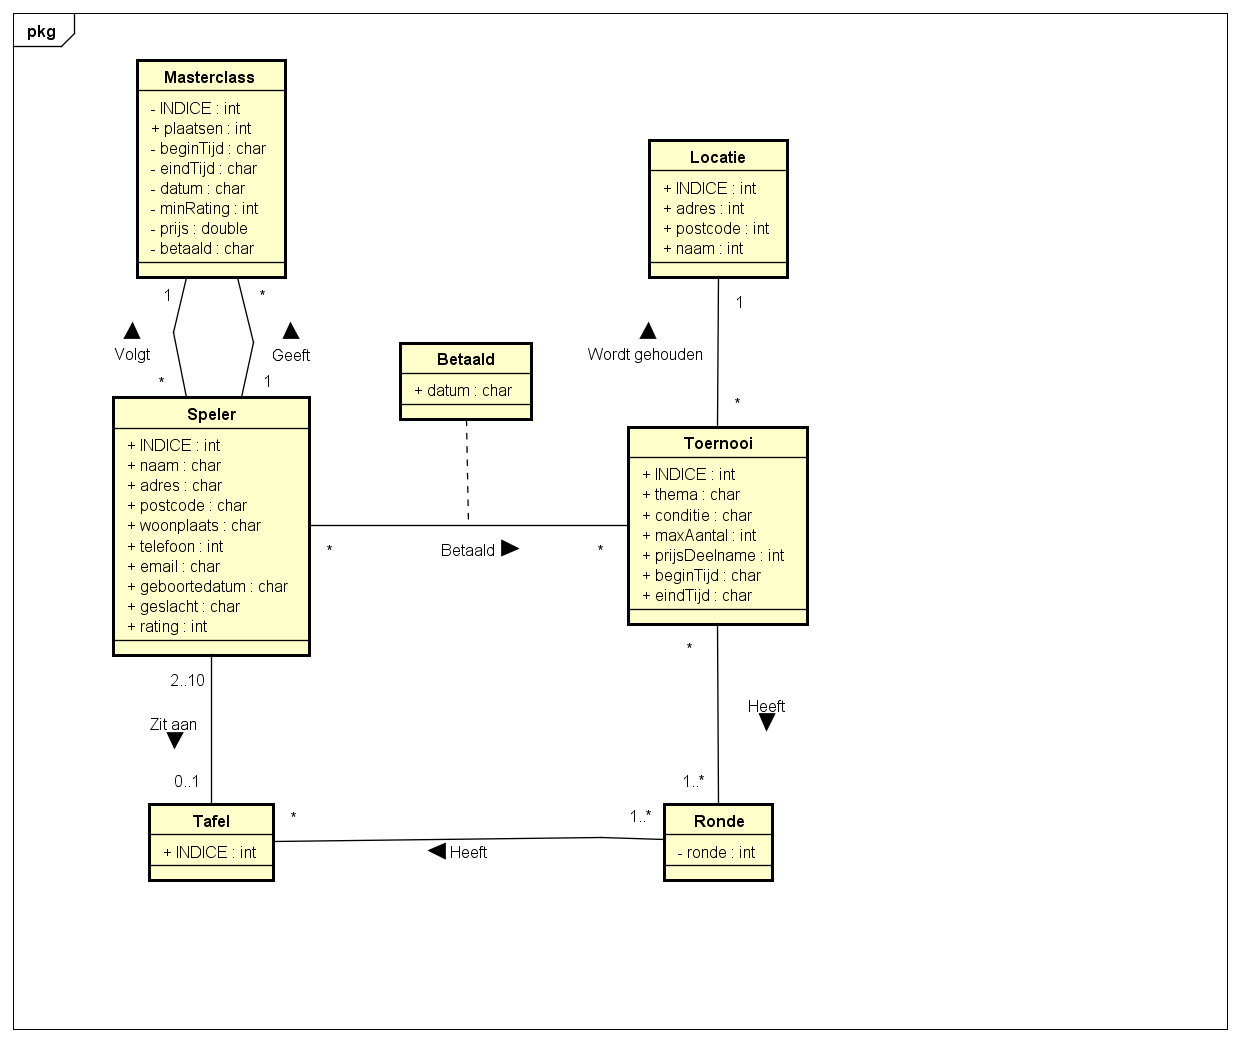 pkg
Masterclass
- INDICE : int
+ plaatsen : int
- beginTijd : char
- eindTijd : char
- datum : char
- minRating : int
- prijs : double
- betaald : char
Locatie
+ INDICE : int
+ adres : int
+ postcode : int
+ naam : int
1
*
1
Volgt
Geeft
Wordt gehouden
*
1
*
Betaald
+ datum : char
Speler
+ INDICE : int
+ naam : char
+ adres : char
+ postcode : char
+ woonplaats : char
+ telefoon : int
+ email : char
+ geboortedatum : char
+ geslacht : char
+ rating : int
Toernooi
+ INDICE : int
+ thema : char
+ conditie : char
+ maxAantal : int
+ prijsDeelname : int
+ beginTijd : char
+ eindTijd : char
*
Betaald
*
2..10
*
Zit aan
Heeft
0..1
1..*
*
1..*
Tafel
+ INDICE : int
Heeft
Ronde
- ronde : int